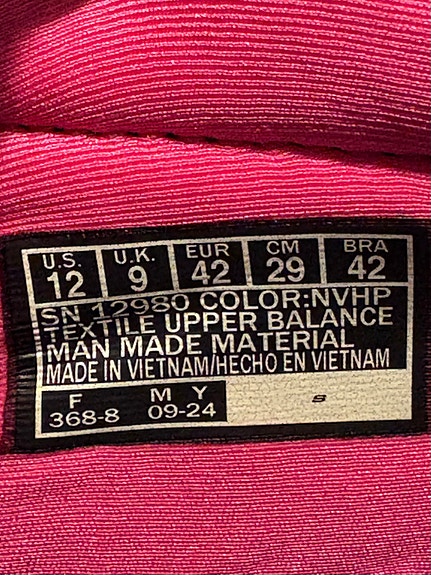 U.S. U.K. EUR CM BRA
12 9 42 29 42
SN 12980 COLOR:NVHP
TEXTILE UPPER BALANCE
MAN MADE MATERIAL
MADE IN VIETNAM/HECHO EN VIETNAM
F M Y
368-8 09-24
S